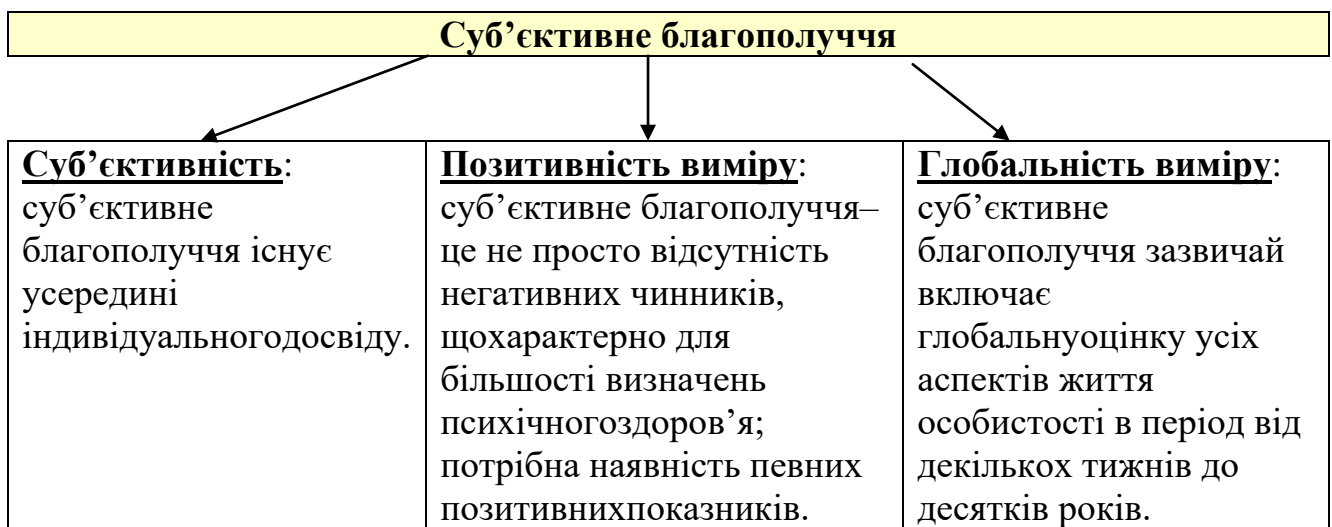 Суб’єктивне благополуччя
Суб’єктивність:
суб’єктивне
благополуччя існує
усередині
індивідуальногодосвіду.
Позитивність виміру:
суб’єктивне благополуччя–
це не просто відсутність
негативних чинників,
щохарактерно для
більшості визначень
психічногоздоров’я;
потрібна наявність певних
позитивнихпоказників.
Глобальність виміру:
суб’єктивне
благополуччя зазвичай
включає
глобальнуоцінку усіх
аспектів життя
особистості в період від
декількох тижнів до
десятків років.